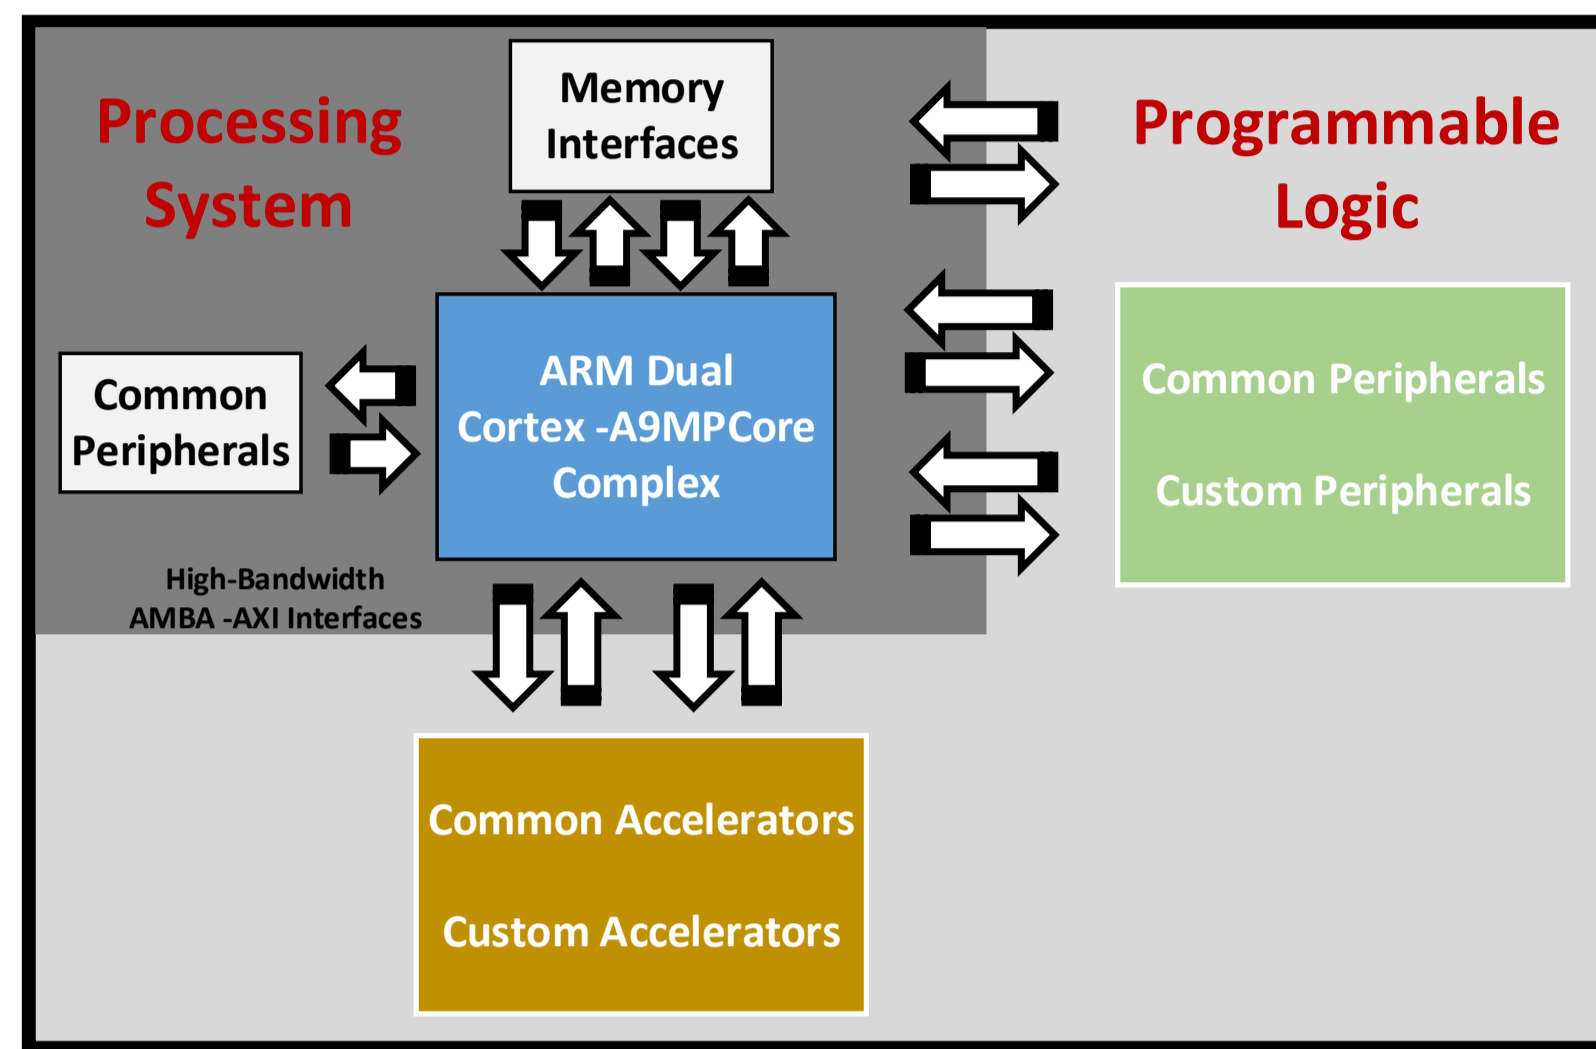 Processing
System
Memory
Interfaces
Programmable
Logic
Common
Peripherals
ARM Dual
Cortex -A9MPCore
Complex
Common Peripherals
Custom Peripherals
High-Bandwidth
AMBA -AXI Interfaces
Common Accelerators
Custom Accelerators